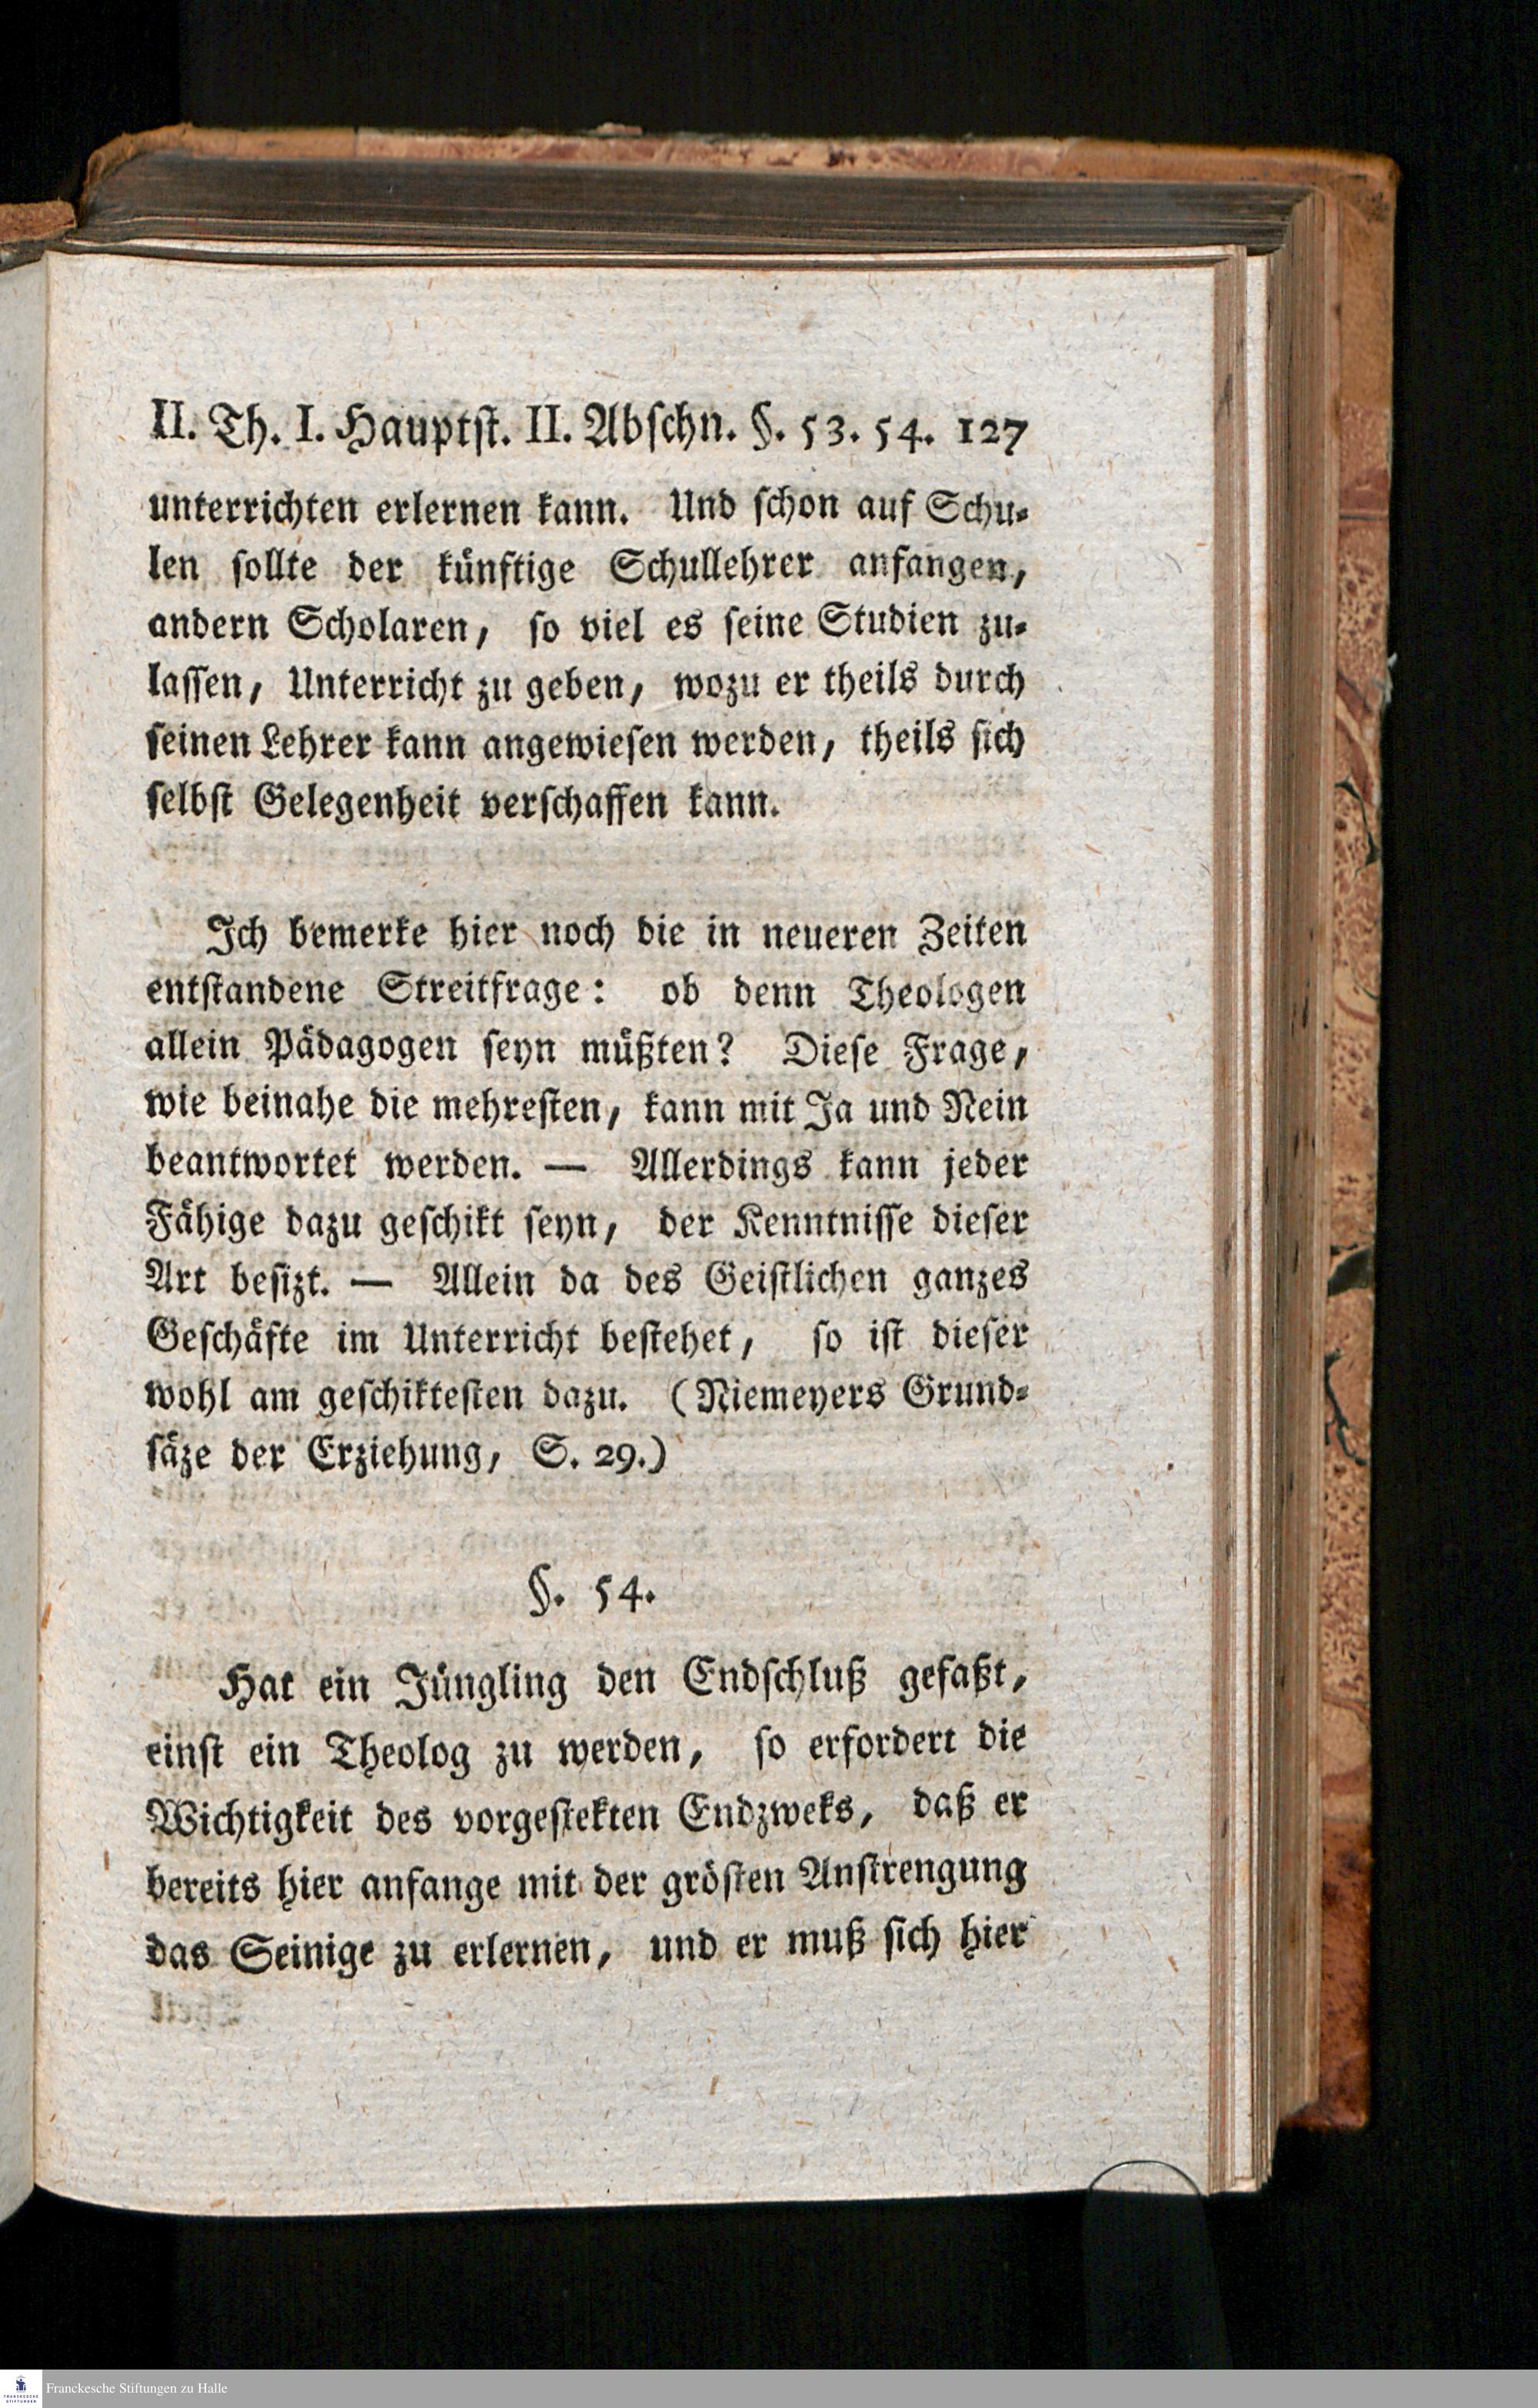 II. Th. I. Hauptst. II. Abschn. §. 53. 54. 127
unterrichten erlernen kann. Und schon auf Schu-
len sollte der künftige Schullehrer anfangen,
andern Scholaren, so viel es seine Studien zu-
lassen, Unterricht zu geben, wozu er theils durch
seinen Lehrer kann angewiesen werden, theils sich
selbst Gelegenheit verschaffen kann.
Ich bemerke hier noch die in neueren Zeiten
entstandene Streitfrage: ob denn Theologen
allein Pädagogen seyn müßten? Diese Frage,
wie beinahe die mehresten, kann mit Ja und Nein
beantwortet werden. — Allerdings kann jeder
Fähige dazu geschikt seyn, der Kenntnisse dieser
Art besizt. — Allein da des Geistlichen ganzes
Geschäfte im Unterricht bestehet, so ist dieser
wohl am geschiktesten dazu. (Niemeyers Grund-
säze der Erziehung, S. 29.)
§. 54.
Hat ein Jüngling den Endschluß gefaßt,
einst ein Theolog zu werden, so erfordert die
Wichtigkeit des vorgestekten Endzweks, daß er
bereits hier anfange mit der grösten Anstrengung
das Seinige zu erlernen, und er muß sich hier
FRANCKESCHE
STIFTUNGEN
Franckesche Stiftungen zu Halle